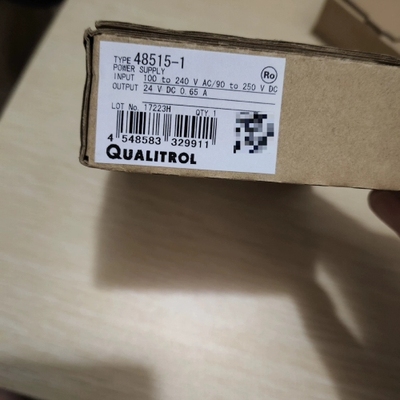 TYPE 48515-1
POWER SUPPLY
INPUT 100 to 240 V AC/90 to 250 V DC
OUTPUT 24 V DC 0.65 A
Ro
LOT No. 17223H QTY 1
4 548583 329911
QUALITROL